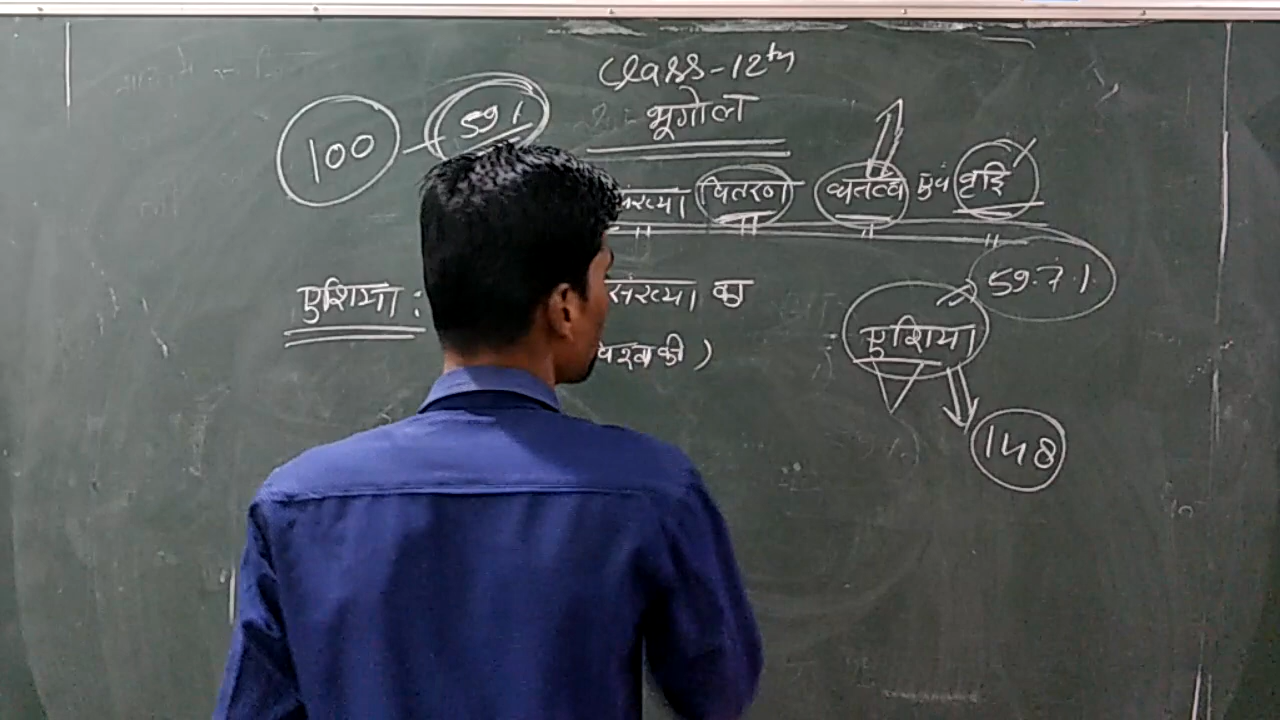 Class-12th
भूगोल
100 - 59%
संख्या वितरण घनत्व एवं वृद्धि
59.7%
एशिया : संख्या का
एशिया
विश्व की )
148